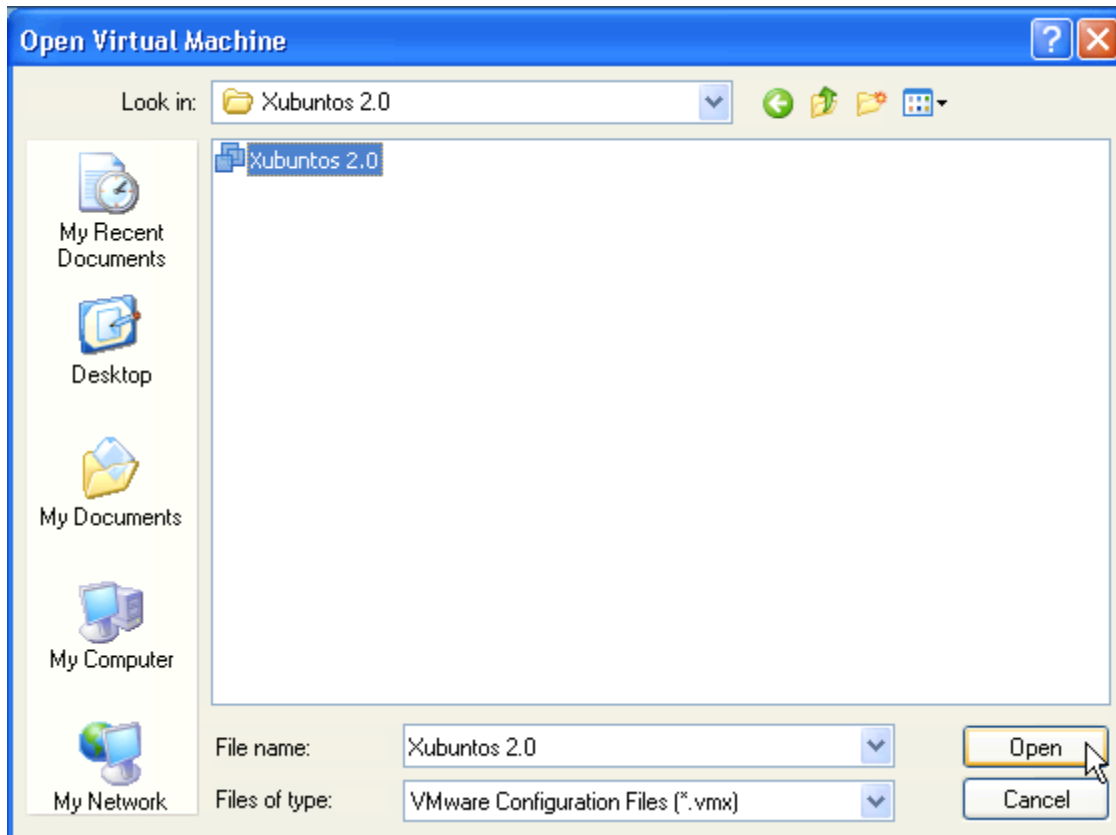 Open Virtual Machine
Look in: Xubuntos 2.0
Xubuntos 2.0
My Recent
Documents
Desktop
My Documents
My Computer
My Network
File name: Xubuntos 2.0 Open
Files of type: VMware Configuration Files (*.vmx) Cancel